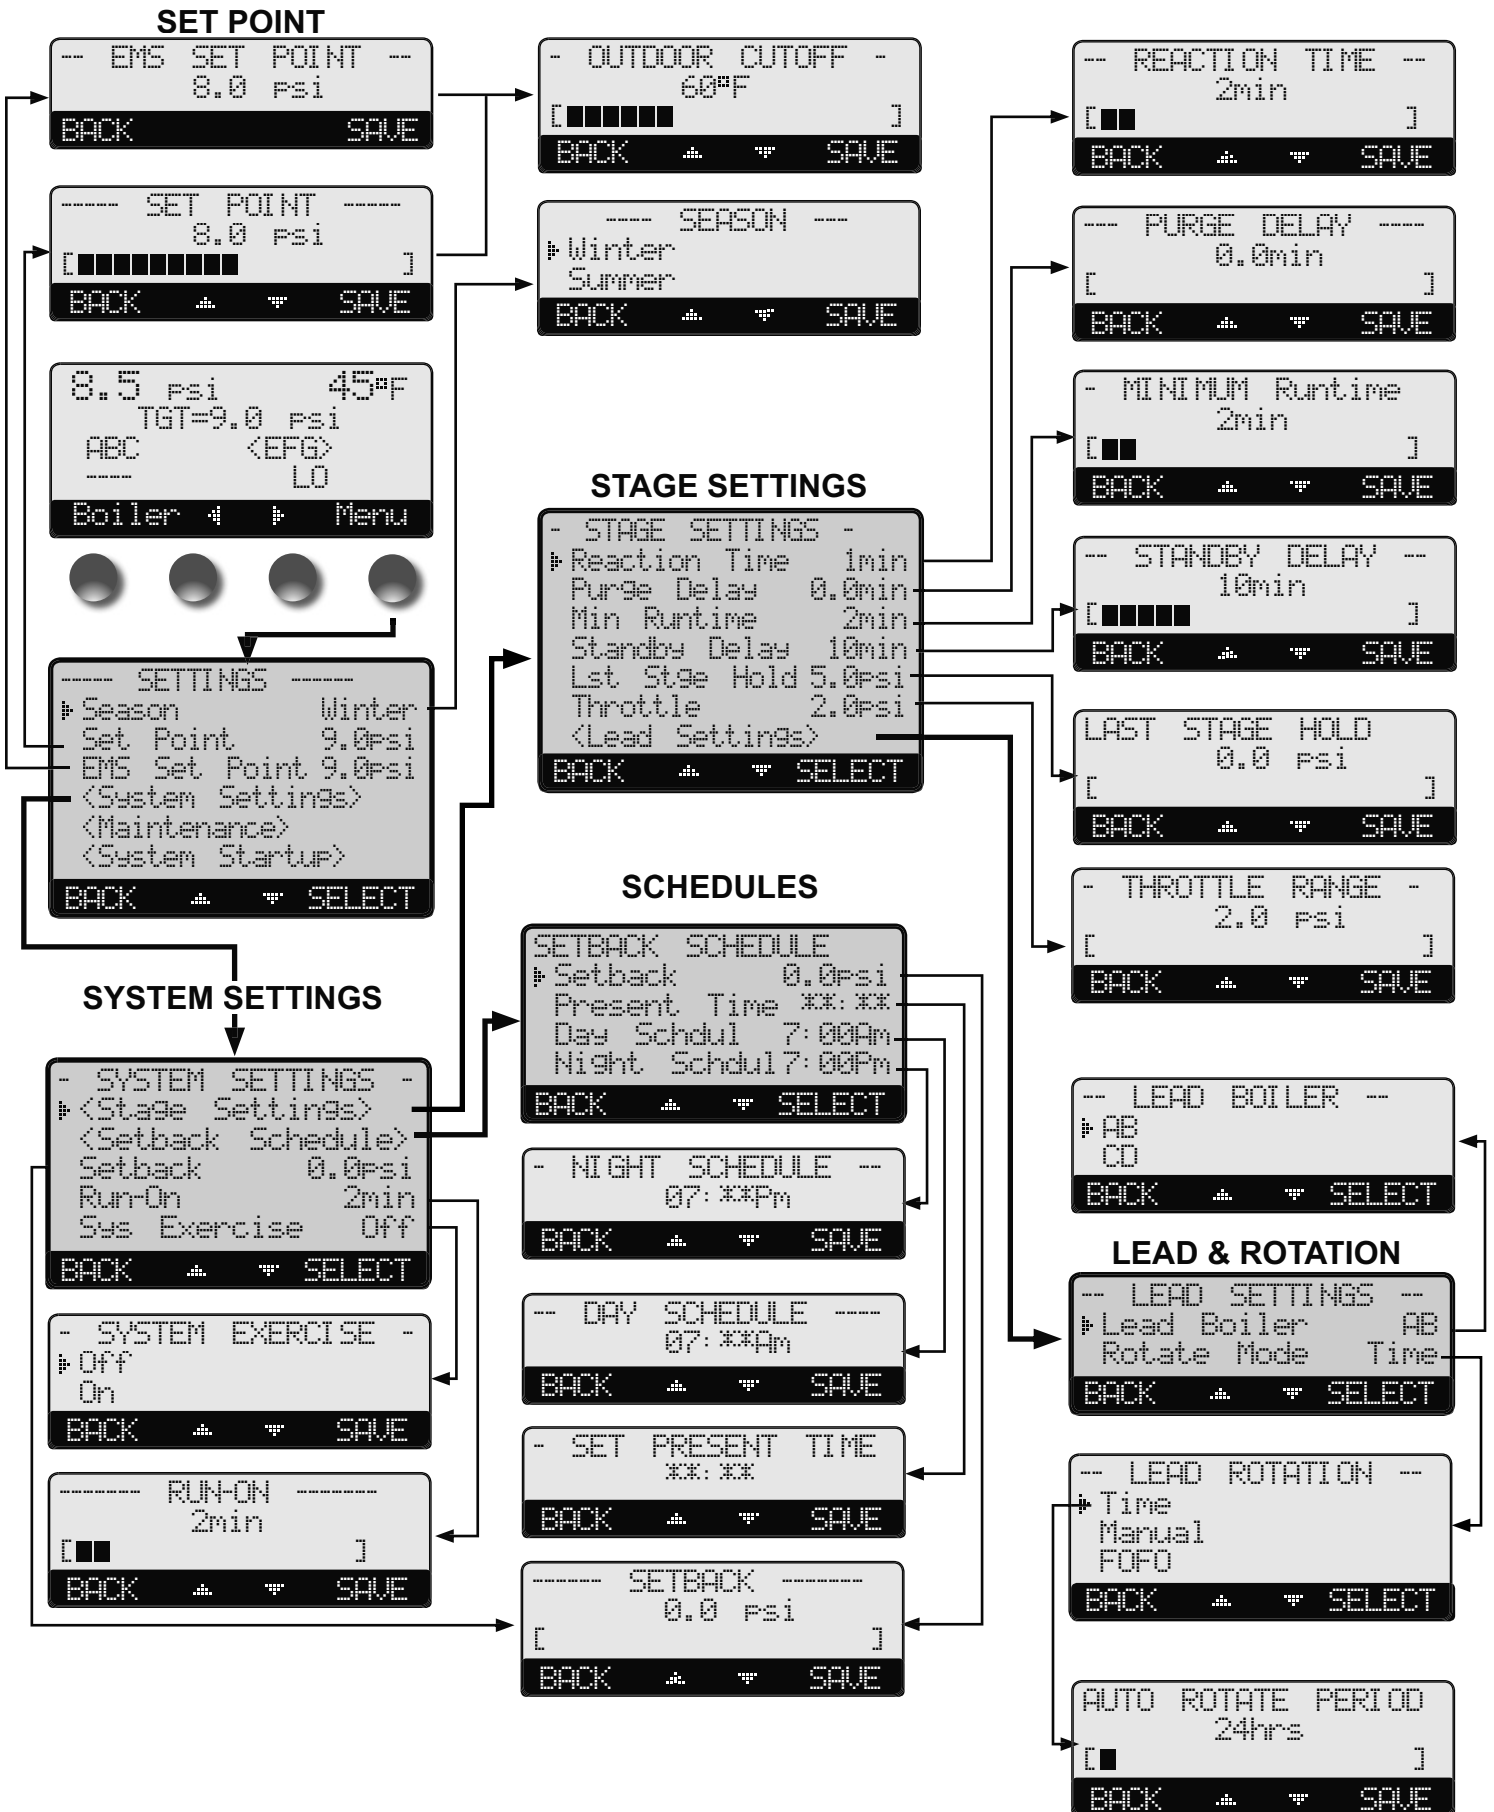 SET POINT
-- EMS SET POINT --
8.0 psi
BACK SAVE
----- SET POINT -----
8.0 psi
[ ]
BACK SAVE
8.5 psi 45°F
TGT=9.0 psi
ABC <EFG>
---- LO
Boiler Menu
----- SETTINGS ------
Season Winter
Set Point 9.0psi
EMS Set Point 9.0psi
<System Settings>
<Maintenance>
<System Startup>
BACK SELECT
SYSTEM SETTINGS
- SYSTEM SETTINGS -
<Stage Settings>
<Setback Schedule>
Setback 0.0psi
Run-On 2min
Sys Exercise Off
BACK SELECT
- SYSTEM EXERCISE -
Off
On
BACK SAVE
------- RUN-ON -------
2min
[ ]
BACK SAVE
- OUTDOOR CUTOFF -
60°F
[ ]
BACK SAVE
---- SEASON ---
Winter
Summer
BACK SAVE
STAGE SETTINGS
- STAGE SETTINGS -
Reaction Time 1min
Purge Delay 0.0min
Min Runtime 2min
Standby Delay 10min
Lst Stge Hold 5.0psi
Throttle 2.0psi
<Lead Settings>
BACK SELECT
SCHEDULES
SETBACK SCHEDULE
Setback 0.0psi
Present Time **:**
Day Schdul 7:00Am
Night Schdul 7:00Pm
BACK SELECT
- NIGHT SCHEDULE --
07:**Pm
BACK SAVE
-- DAY SCHEDULE ----
07:**Am
BACK SAVE
- SET PRESENT TIME
**:**
BACK SAVE
------ SETBACK -------
0.0 psi
[ ]
BACK SAVE
-- REACTION TIME --
2min
[ ]
BACK SAVE
--- PURGE DELAY ----
0.0min
[ ]
BACK SAVE
- MINIMUM Runtime
2min
[ ]
BACK SAVE
-- STANDBY DELAY --
10min
[ ]
BACK SAVE
LAST STAGE HOLD
0.0 psi
[ ]
BACK SAVE
- THROTTLE RANGE -
2.0 psi
[ ]
BACK SAVE
-- LEAD BOILER --
AB
CD
BACK SELECT
LEAD & ROTATION
-- LEAD SETTINGS --
Lead Boiler AB
Rotate Mode Time
BACK SELECT
-- LEAD ROTATION --
Time
Manual
FOFO
BACK SELECT
AUTO ROTATE PERIOD
24hrs
[ ]
BACK SAVE